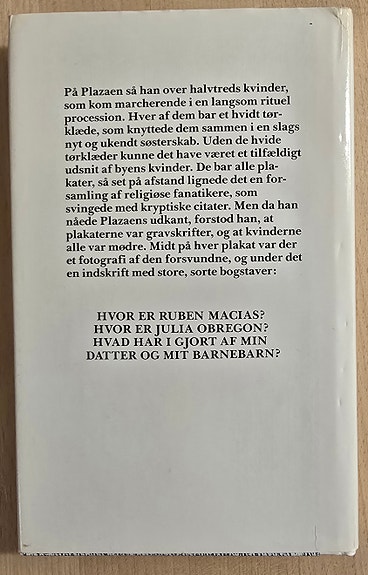 På Plazaen så han over halvtreds kvinder,
som kom marcherende i en langsom rituel
procession. Hver af dem bar et hvidt tør-
klæde, som knyttede dem sammen i en slags
nyt og ukendt søsterskab. Uden de hvide
tørklæder kunne det have været et tilfældigt
udsnit af byens kvinder. De bar alle pla-
kater, så set på afstand lignede det en for-
samling af religiøse fanatikere, som
svingede med kryptiske citater. Men da han
nåede Plazaens udkant, forstod han, at
plakaterne var gravskrifter, og at kvinderne
alle var mødre. Midt på hver plakat var der
et fotografi af den forsvundne, og under det
en indskrift med store, sorte bogstaver:
HVOR ER RUBEN MACIAS?
HVOR ER JULIA OBREGON?
HVAD HAR I GJORT AF MIN
DATTER OG MIT BARNEBARN?